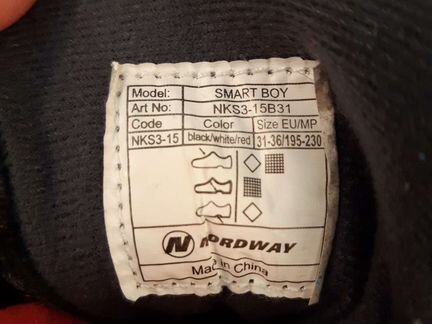 Model: SMART BOY
Art No: NKS3-15B31
Code Color Size EU/MP
NKS3-15 black/white/red 31-36/195-230
NORDWAY
Made in China